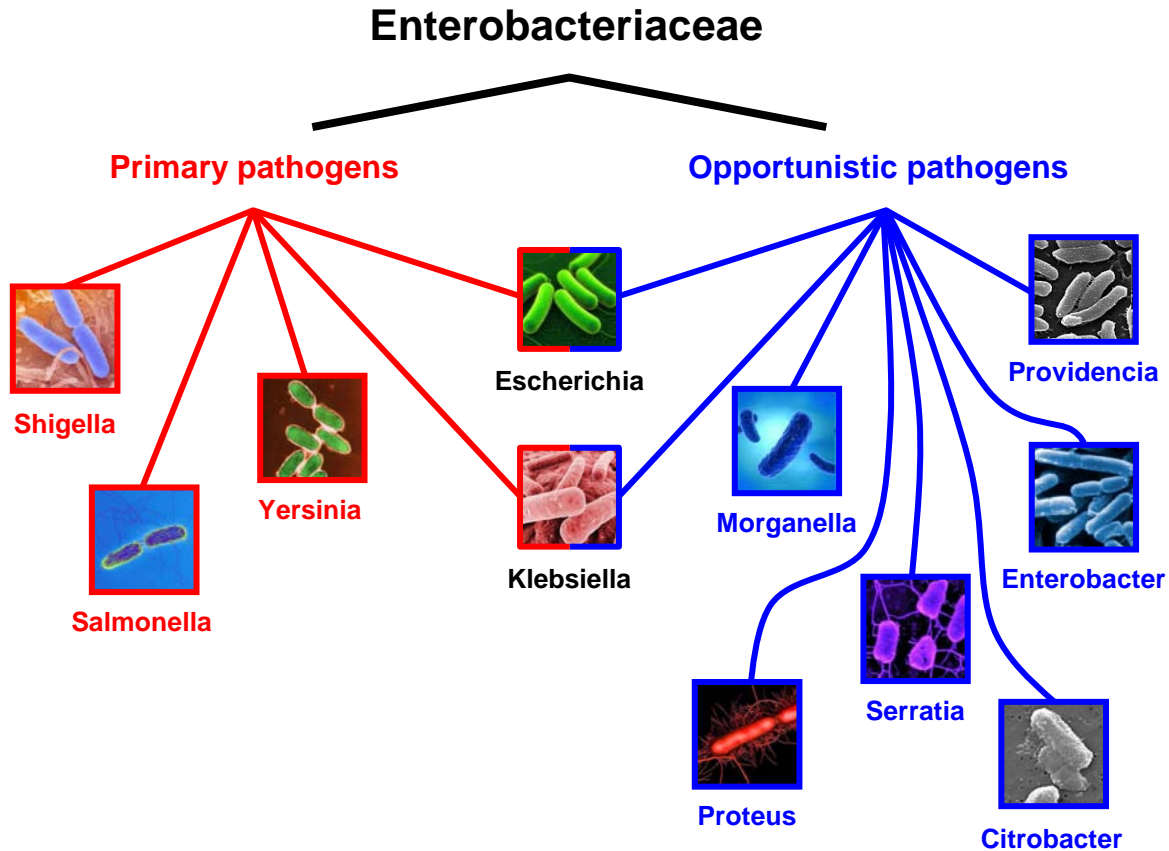 Enterobacteriaceae
Primary pathogens
Opportunistic pathogens
Shigella
Salmonella
Yersinia
Escherichia
Klebsiella
Morganella
Providencia
Enterobacter
Serratia
Proteus
Citrobacter